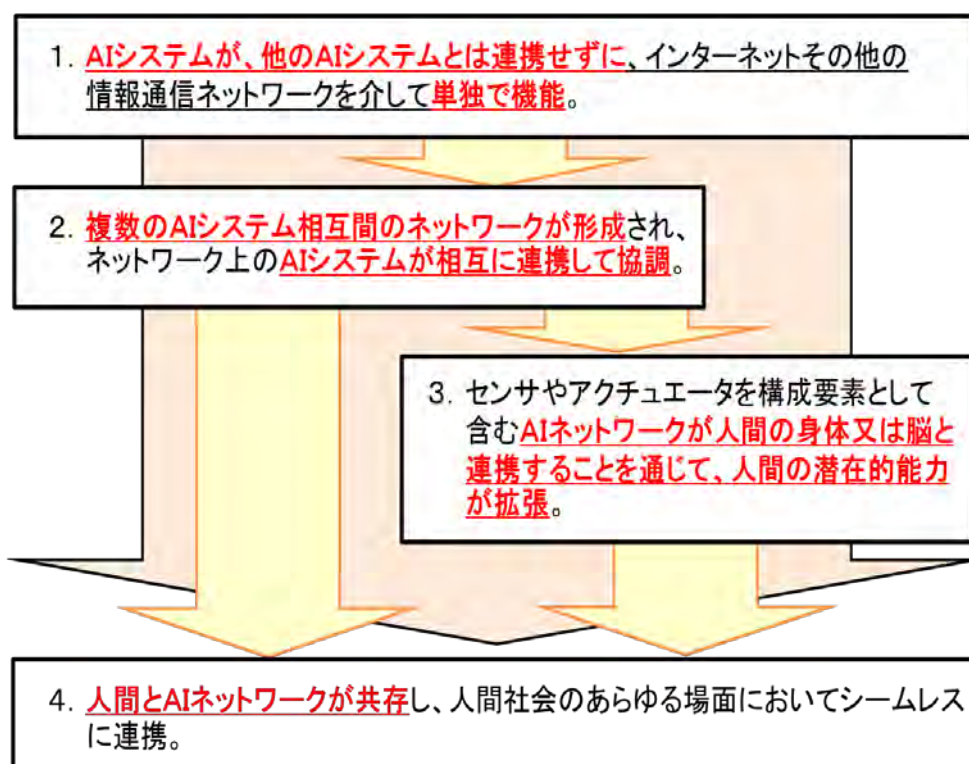 1. AIシステムが、他のAIシステムとは連携せずに、インターネットその他の
情報通信ネットワークを介して単独で機能。
2. 複数のAIシステム相互間のネットワークが形成され、
ネットワーク上のAIシステムが相互に連携して協調。
3. センサやアクチュエータを構成要素として
含むAIネットワークが人間の身体又は脳と
連携することを通じて、人間の潜在的能力
が拡張。
4. 人間とAIネットワークが共存し、人間社会のあらゆる場面においてシームレス
に連携。